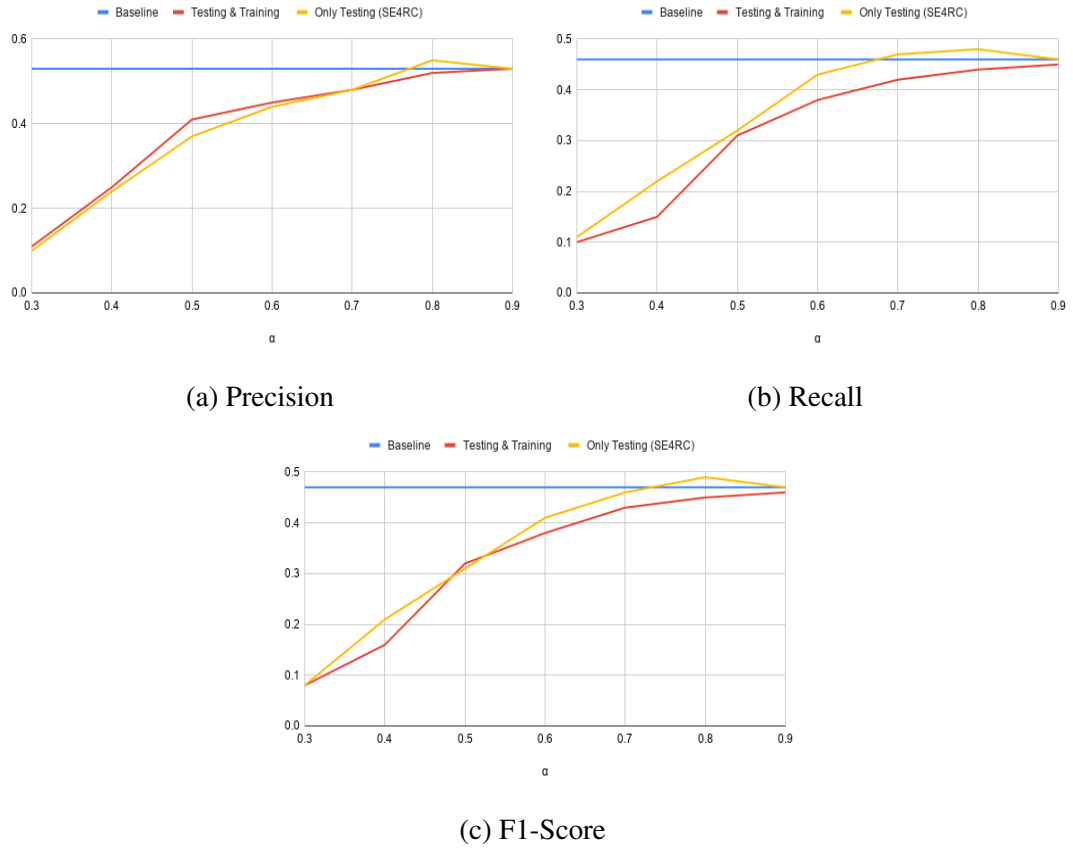 Baseline Testing & Training Only Testing (SE4RC)
0.6
0.4
0.2
0.0
0.3 0.4 0.5 0.6 0.7 0.8 0.9
α
(a) Precision
Baseline Testing & Training Only Testing (SE4RC)
0.5
0.4
0.3
0.2
0.1
0.0
0.3 0.4 0.5 0.6 0.7 0.8 0.9
α
(b) Recall
Baseline Testing & Training Only Testing (SE4RC)
0.5
0.4
0.3
0.2
0.1
0.0
0.3 0.4 0.5 0.6 0.7 0.8 0.9
α
(c) F1-Score